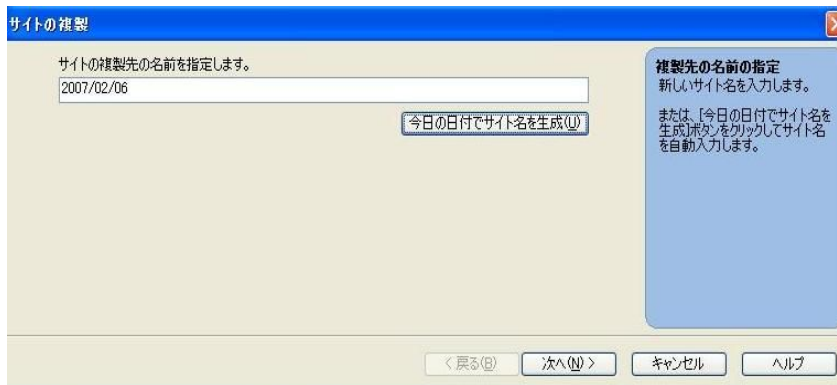 サイトの複製
サイトの複製先の名前を指定します。
2007/02/06
今日の日付でサイト名を生成(U)
複製先の名前の指定
新しいサイト名を入力します。
または、[今日の日付でサイト名を
生成]ボタンをクリックしてサイト名
を自動入力します。
< 戻る(B)
次へ(N) >
キャンセル
ヘルプ